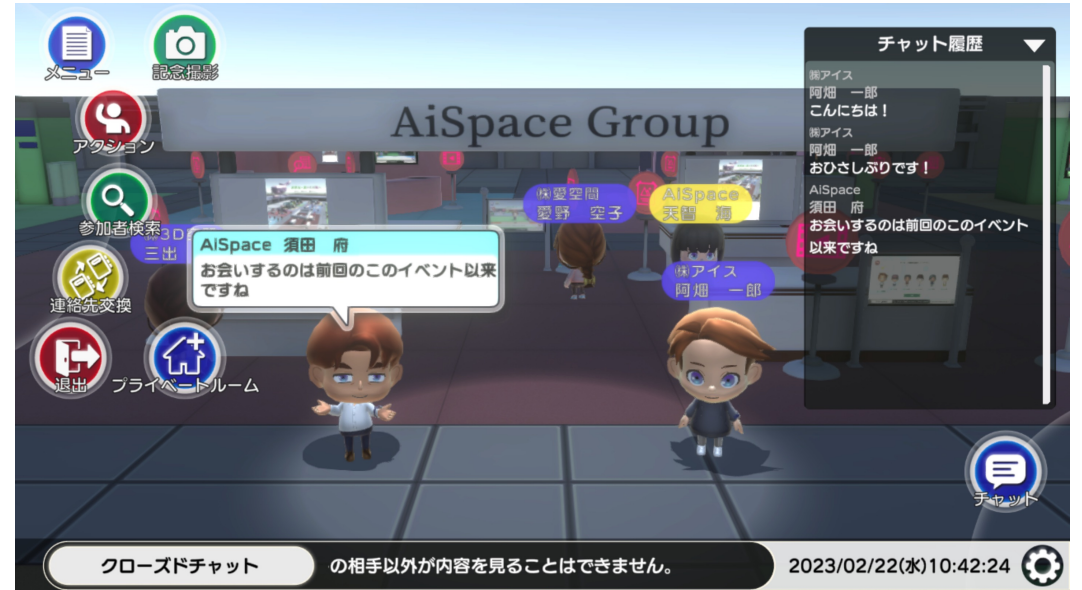 メニュー
記念撮影
アクション
参加者検索
連絡先交換
退出
プライベートルーム
AiSpace Group
㈱愛空間
愛野 空子
AiSpace
天智 海
3D
三出
AiSpace 須田 府
お会いするのは前回のこのイベント以来
ですね
㈱アイス
阿畑 一郎
チャット履歴
㈱アイス
阿畑 一郎
こんにちは！
㈱アイス
阿畑 一郎
おひさしぶりです！
AiSpace
須田 府
お会いするのは前回のこのイベント
以来ですね
チャット
クローズドチャット
の相手以外が内容を見ることはできません。
2023/02/22(水)10:42:24